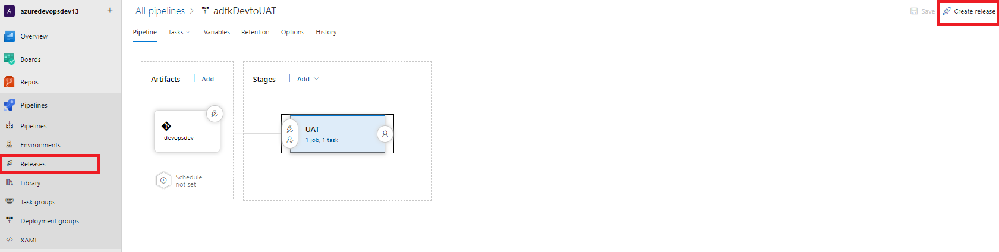 A azuredevopsdev13 +
Overview
Boards
Repos
Pipelines
Pipelines
Environments
Releases
Library
Task groups
Deployment groups
XAML
All pipelines > adfkDevtoUAT
Save Create release
Pipeline Tasks Variables Retention Options History
Artifacts | + Add
_devopsdev
Schedule
not set
Stages | + Add
UAT
1 job, 1 task